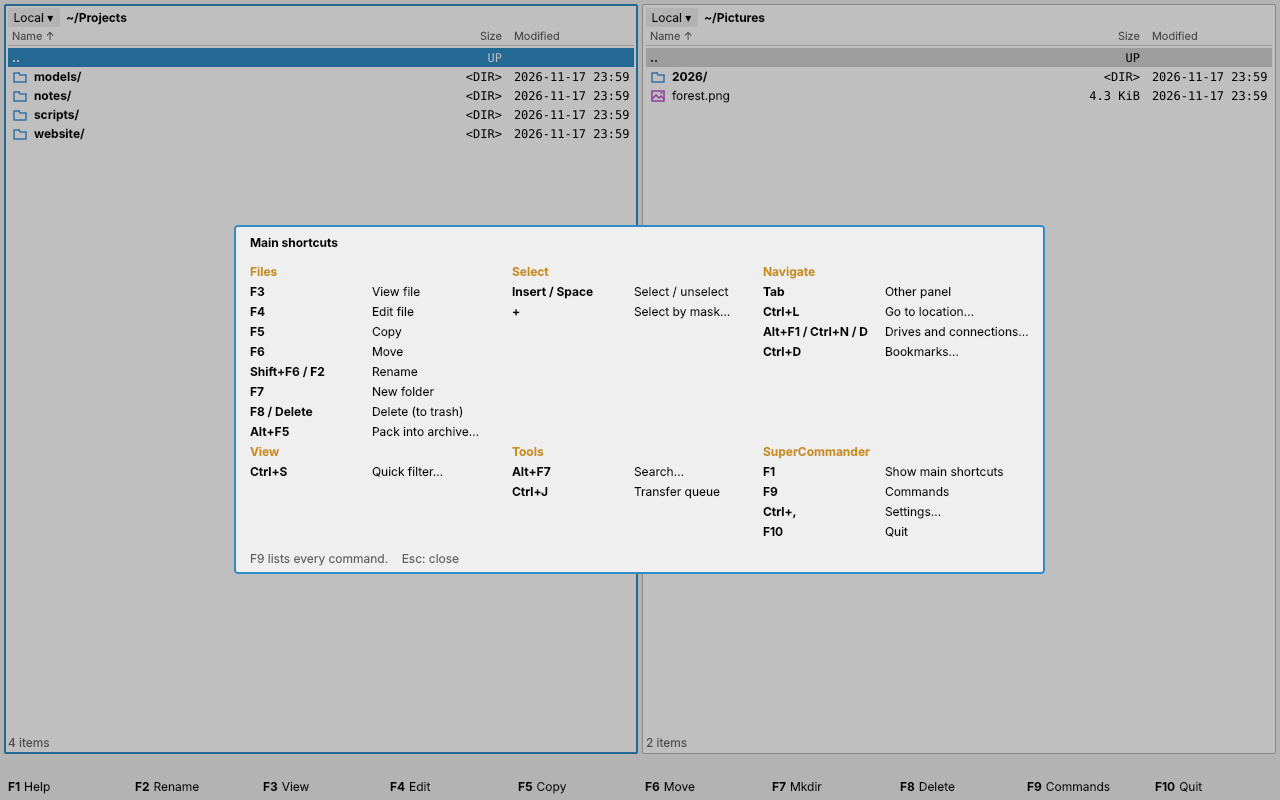 Local ▾ ~/Projects
Name ↑ Size Modified
.. UP
models/ <DIR> 2026-11-17 23:59
notes/ <DIR> 2026-11-17 23:59
scripts/ <DIR> 2026-11-17 23:59
website/ <DIR> 2026-11-17 23:59
4 items
Local ▾ ~/Pictures
Name ↑ Size Modified
.. UP
2026/ <DIR> 2026-11-17 23:59
forest.png 4.3 KiB 2026-11-17 23:59
2 items
Main shortcuts
Files
F3 View file
F4 Edit file
F5 Copy
F6 Move
Shift+F6 / F2 Rename
F7 New folder
F8 / Delete Delete (to trash)
Alt+F5 Pack into archive...
Select
Insert / Space Select / unselect
+ Select by mask...
Navigate
Tab Other panel
Ctrl+L Go to location...
Alt+F1 / Ctrl+N / D Drives and connections...
Ctrl+D Bookmarks...
View
Ctrl+S Quick filter...
Tools
Alt+F7 Search...
Ctrl+J Transfer queue
SuperCommander
F1 Show main shortcuts
F9 Commands
Ctrl+, Settings...
F10 Quit
F9 lists every command. Esc: close
F1 Help F2 Rename F3 View F4 Edit F5 Copy F6 Move F7 Mkdir F8 Delete F9 Commands F10 Quit